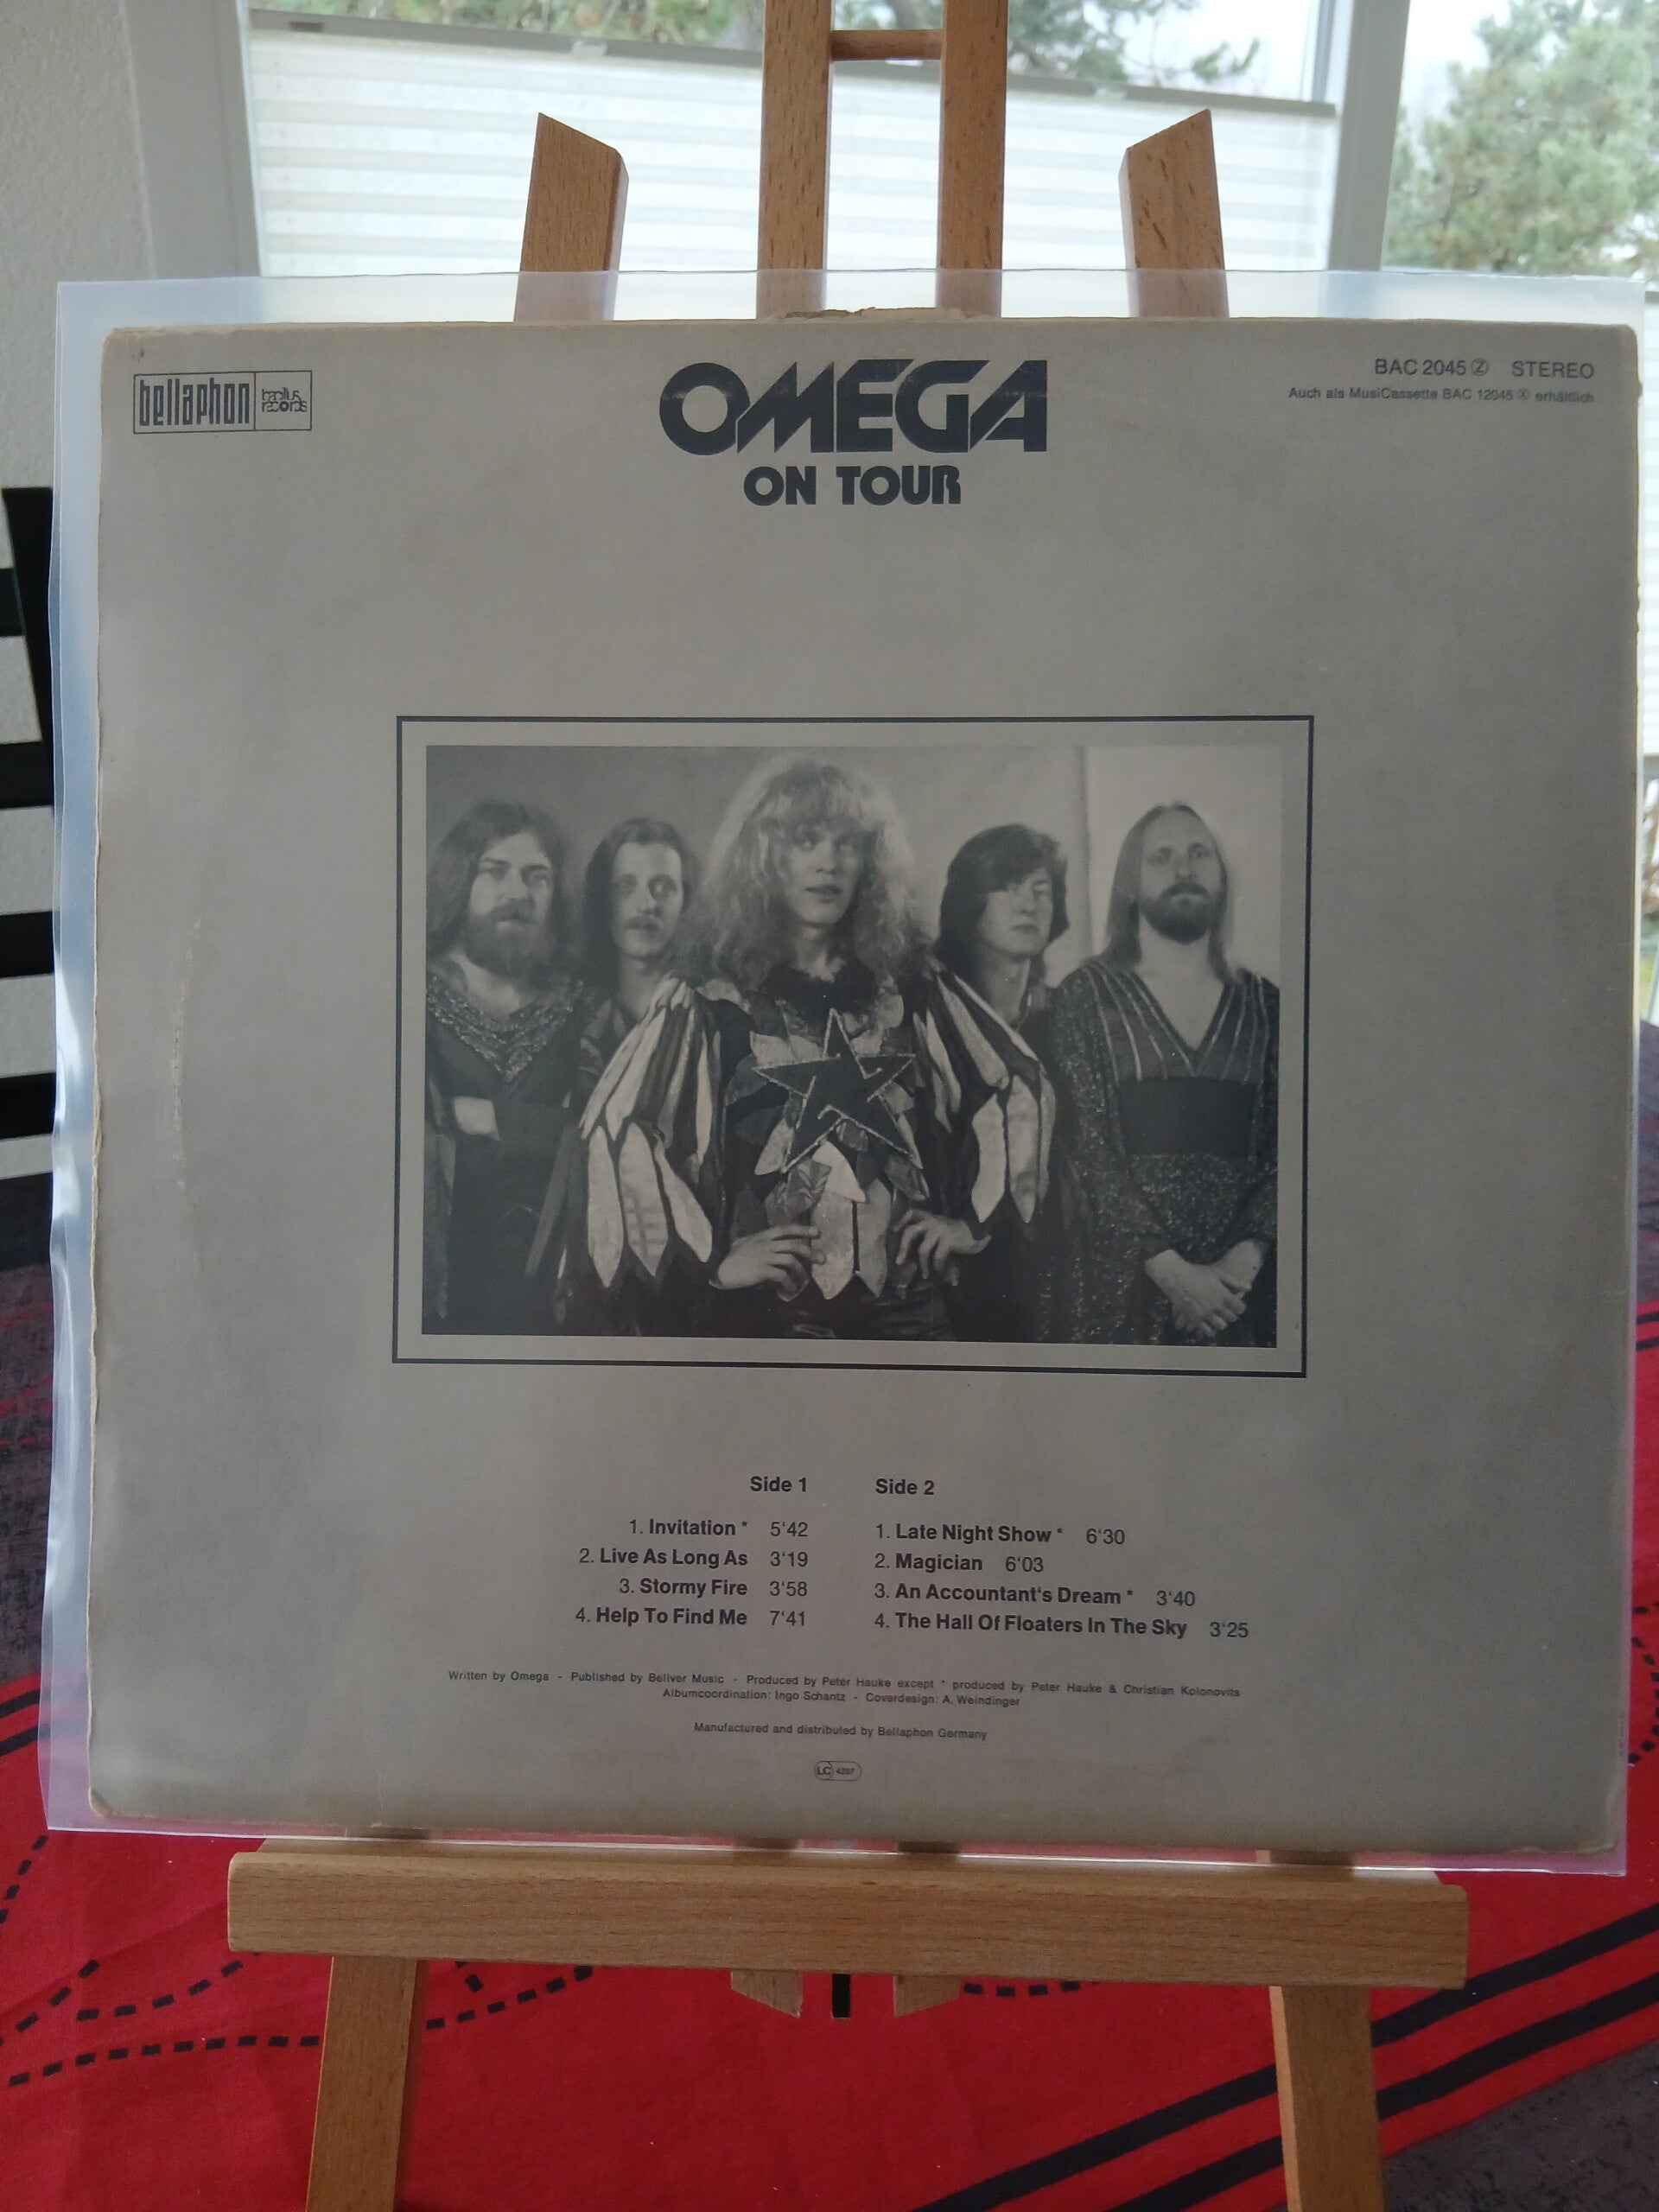 bellaphon bacillus records
OMEGA
ON TOUR
BAC 2045 Ⓩ STEREO
Auch als MusiCassette BAC 12045 Ⓧ erhältlich
Side 1
1. Invitation * 5'42
2. Live As Long As 3'19
3. Stormy Fire 3'58
4. Help To Find Me 7'41
Side 2
1. Late Night Show * 6'30
2. Magician 6'03
3. An Accountant's Dream * 3'40
4. The Hall Of Floaters In The Sky 3'25
Written by Omega - Published by Bellver Music - Produced by Peter Hauke except * produced by Peter Hauke & Christian Kolonovits
Albumcoordination: Ingo Schantz - Coverdesign: A. Weindinger
Manufactured and distributed by Bellaphon Germany
LC